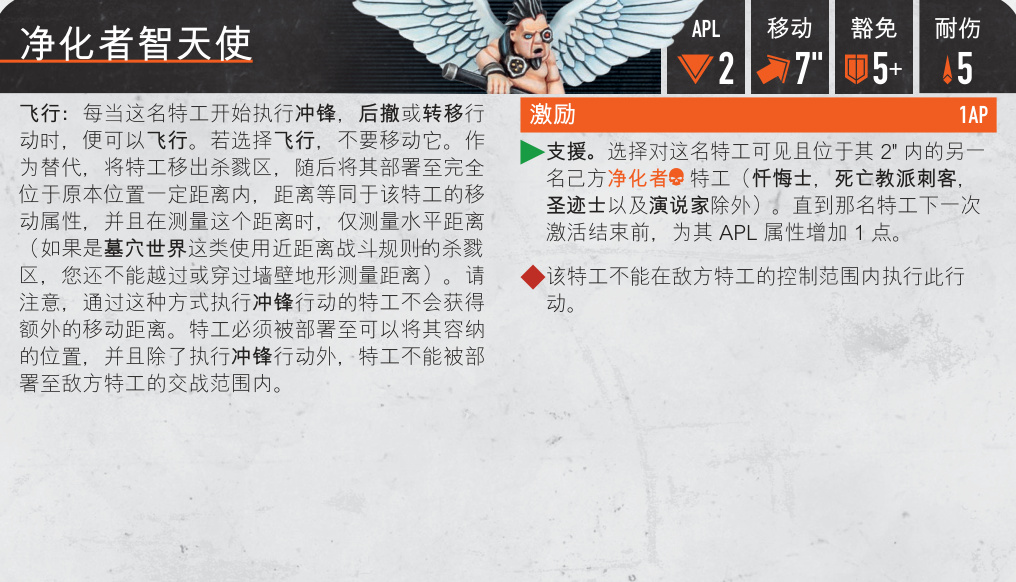 净化者智天使
APL 移动 豁免 耐伤
2 7" 5+ 5
飞行：每当这名特工开始执行冲锋，后撤或转移行
动时，便可以飞行。若选择飞行，不要移动它。作
为替代，将特工移出杀戮区，随后将其部署至完全
位于原本位置一定距离内，距离等同于该特工的移
动属性，并且在测量这个距离时，仅测量水平距离
（如果是墓穴世界这类使用近距离战斗规则的杀戮
区，您还不能越过或穿过墙壁地形测量距离）。请
注意，通过这种方式执行冲锋行动的特工不会获得
额外的移动距离。特工必须被部署至可以将其容纳
的位置，并且除了执行冲锋行动外，特工不能被部
署至敌方特工的交战范围内。
激励 1AP
支援。选择对这名特工可见且位于其 2" 内的另一
名己方净化者特工（忏悔士，死亡教派刺客，
圣迹士以及演说家除外）。直到那名特工下一次
激活结束前，为其 APL 属性增加 1 点。
该特工不能在敌方特工的控制范围内执行此行
动。